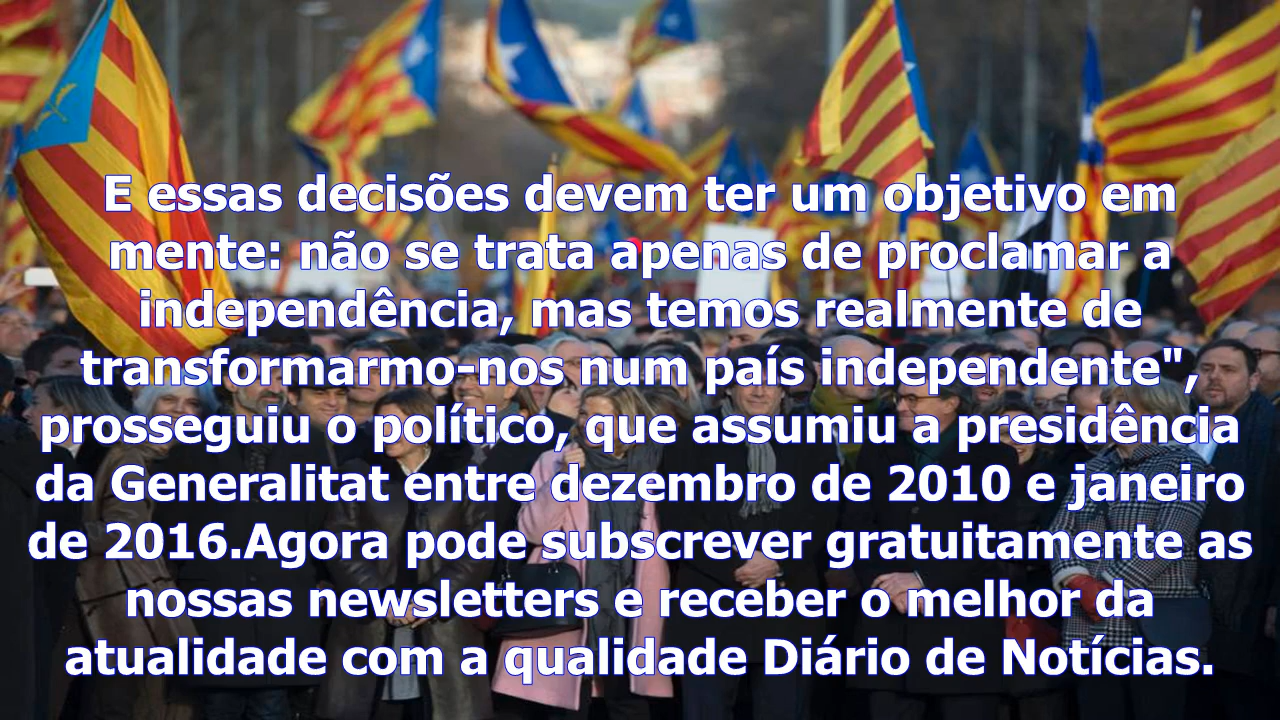 E essas decisões devem ter um objetivo em
mente: não se trata apenas de proclamar a
independência, mas temos realmente de
transformarmo-nos num país independente",
prosseguiu o político, que assumiu a presidência
da Generalitat entre dezembro de 2010 e janeiro
de 2016.Agora pode subscrever gratuitamente as
nossas newsletters e receber o melhor da
atualidade com a qualidade Diário de Notícias.